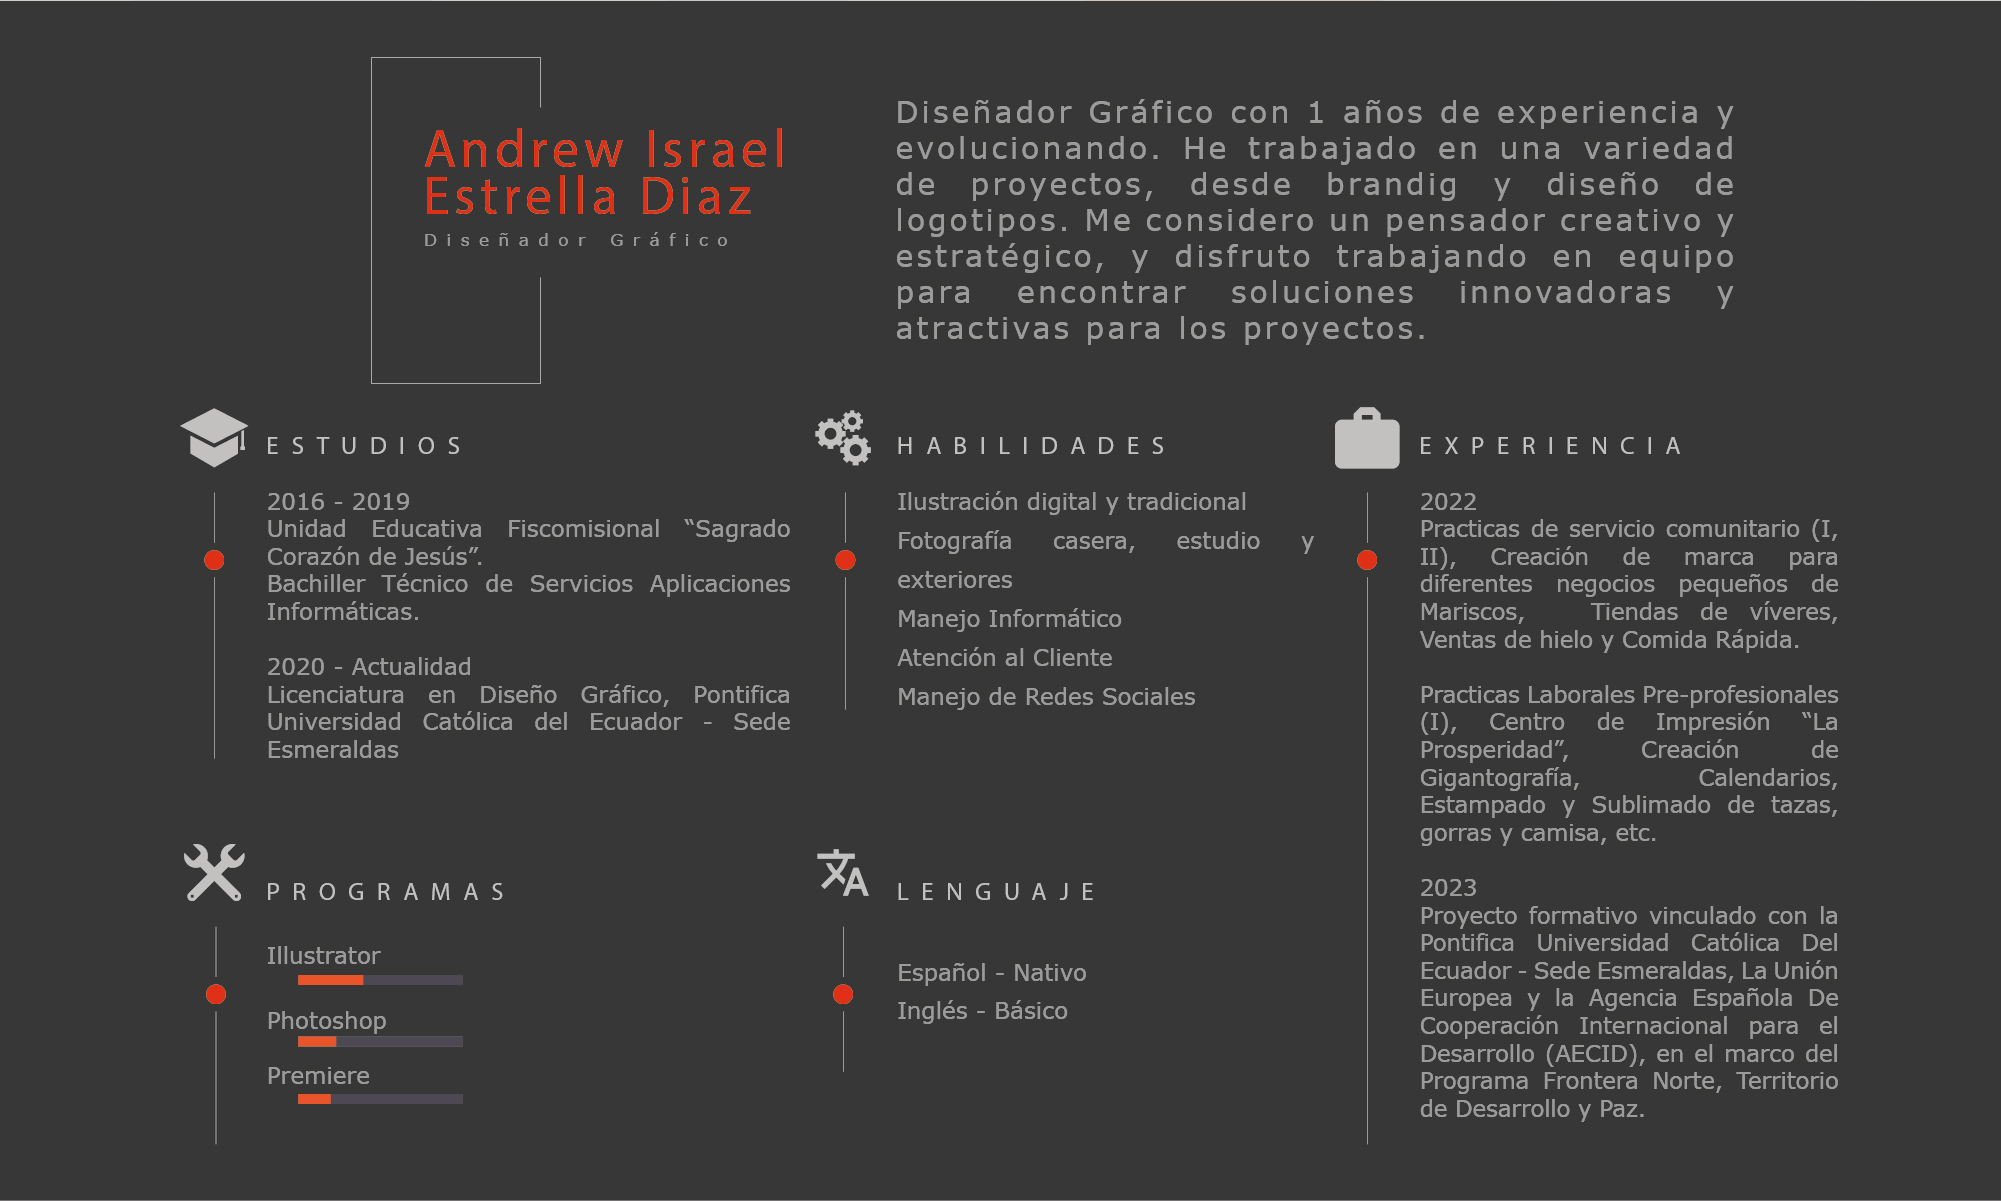 Andrew Israel
Estrella Diaz
Diseñador Gráfico
Diseñador Gráfico con 1 años de experiencia y
evolucionando. He trabajado en una variedad
de proyectos, desde brandig y diseño de
logotipos. Me considero un pensador creativo y
estratégico, y disfruto trabajando en equipo
para encontrar soluciones innovadoras y
atractivas para los proyectos.
ESTUDIOS
2016 - 2019
Unidad Educativa Fiscomisional “Sagrado
Corazón de Jesús”.
Bachiller Técnico de Servicios Aplicaciones
Informáticas.
2020 - Actualidad
Licenciatura en Diseño Gráfico, Pontifica
Universidad Católica del Ecuador - Sede
Esmeraldas
HABILIDADES
Ilustración digital y tradicional
Fotografía casera, estudio y
exteriores
Manejo Informático
Atención al Cliente
Manejo de Redes Sociales
EXPERIENCIA
2022
Practicas de servicio comunitario (I,
II), Creación de marca para
diferentes negocios pequeños de
Mariscos, Tiendas de víveres,
Ventas de hielo y Comida Rápida.
Practicas Laborales Pre-profesionales
(I), Centro de Impresión “La
Prosperidad”, Creación de
Gigantografía, Calendarios,
Estampado y Sublimado de tazas,
gorras y camisa, etc.
2023
Proyecto formativo vinculado con la
Pontifica Universidad Católica Del
Ecuador - Sede Esmeraldas, La Unión
Europea y la Agencia Española De
Cooperación Internacional para el
Desarrollo (AECID), en el marco del
Programa Frontera Norte, Territorio
de Desarrollo y Paz.
PROGRAMAS
Illustrator
Photoshop
Premiere
LENGUAJE
Español - Nativo
Inglés - Básico